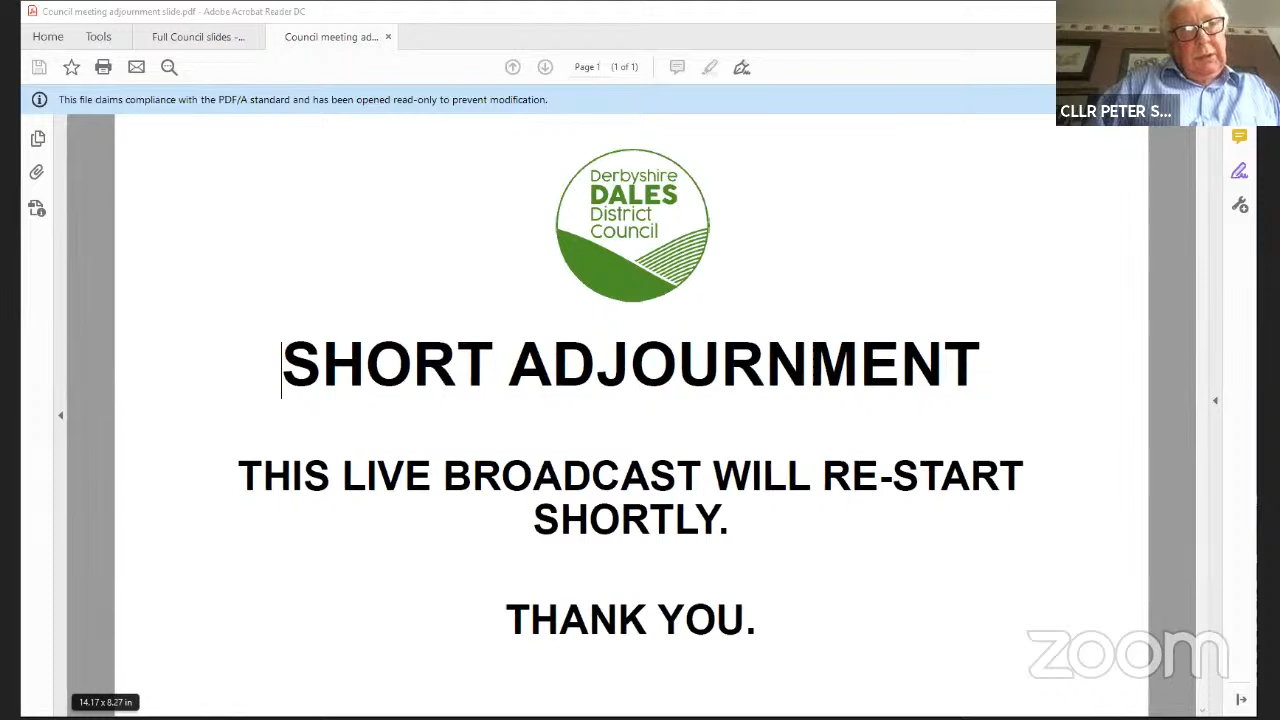 Council meeting adjournment slide.pdf - Adobe Acrobat Reader DC
Home Tools Full Council slides -... Council meeting ad... ×
Page 1 (1 of 1)
This file claims compliance with the PDF/A standard and has been opened read-only to prevent modification.
CLLR PETER S...
Derbyshire
DALES
District
Council
SHORT ADJOURNMENT
THIS LIVE BROADCAST WILL RE-START
SHORTLY.
THANK YOU.
zoom
14.17 x 8.27 in